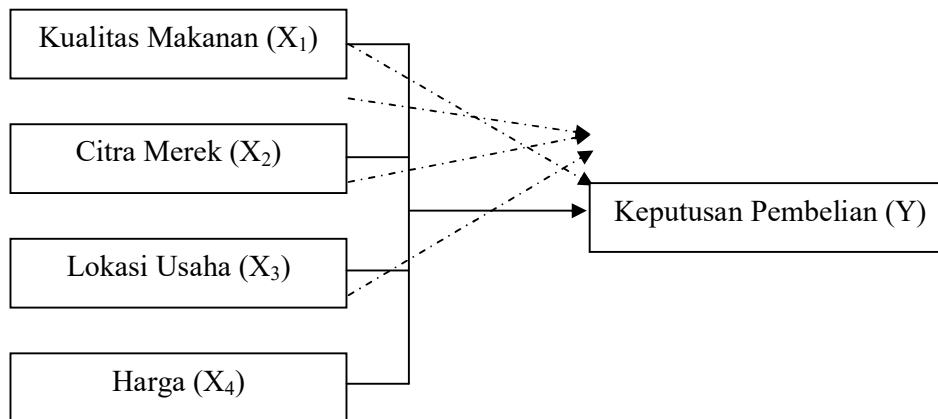 Kualitas Makanan (X₁)
Citra Merek (X₂)
Keputusan Pembelian (Y)
Lokasi Usaha (X₃)
Harga (X₄)